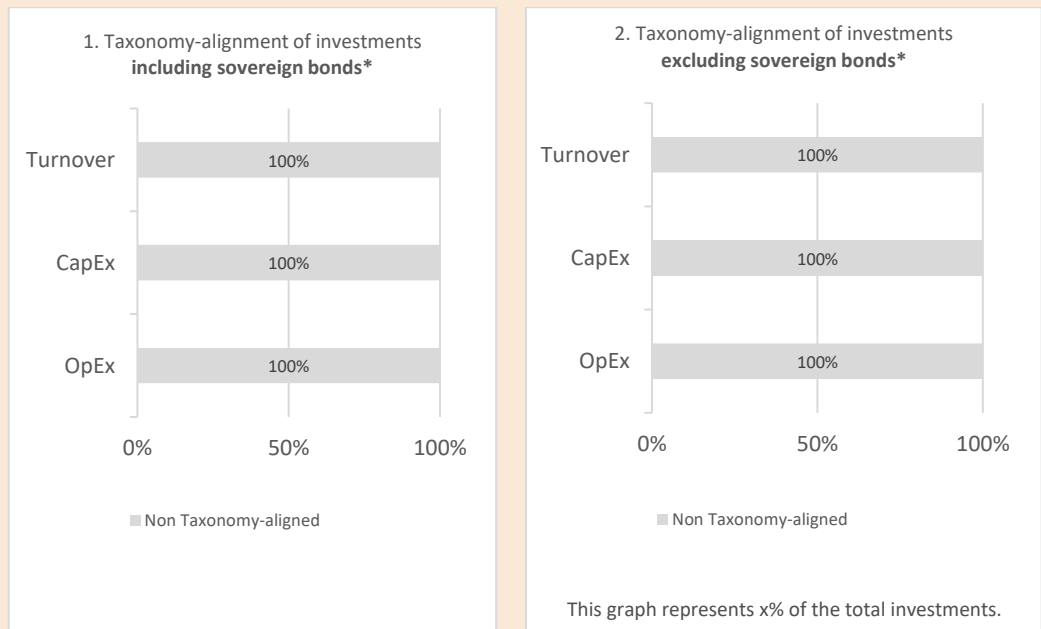 1. Taxonomy-alignment of investments
including sovereign bonds*
Turnover
100%
CapEx
100%
OpEx
100%
0% 50% 100%
Non Taxonomy-aligned
2. Taxonomy-alignment of investments
excluding sovereign bonds*
Turnover
100%
CapEx
100%
OpEx
100%
0% 50% 100%
Non Taxonomy-aligned
This graph represents x% of the total investments.